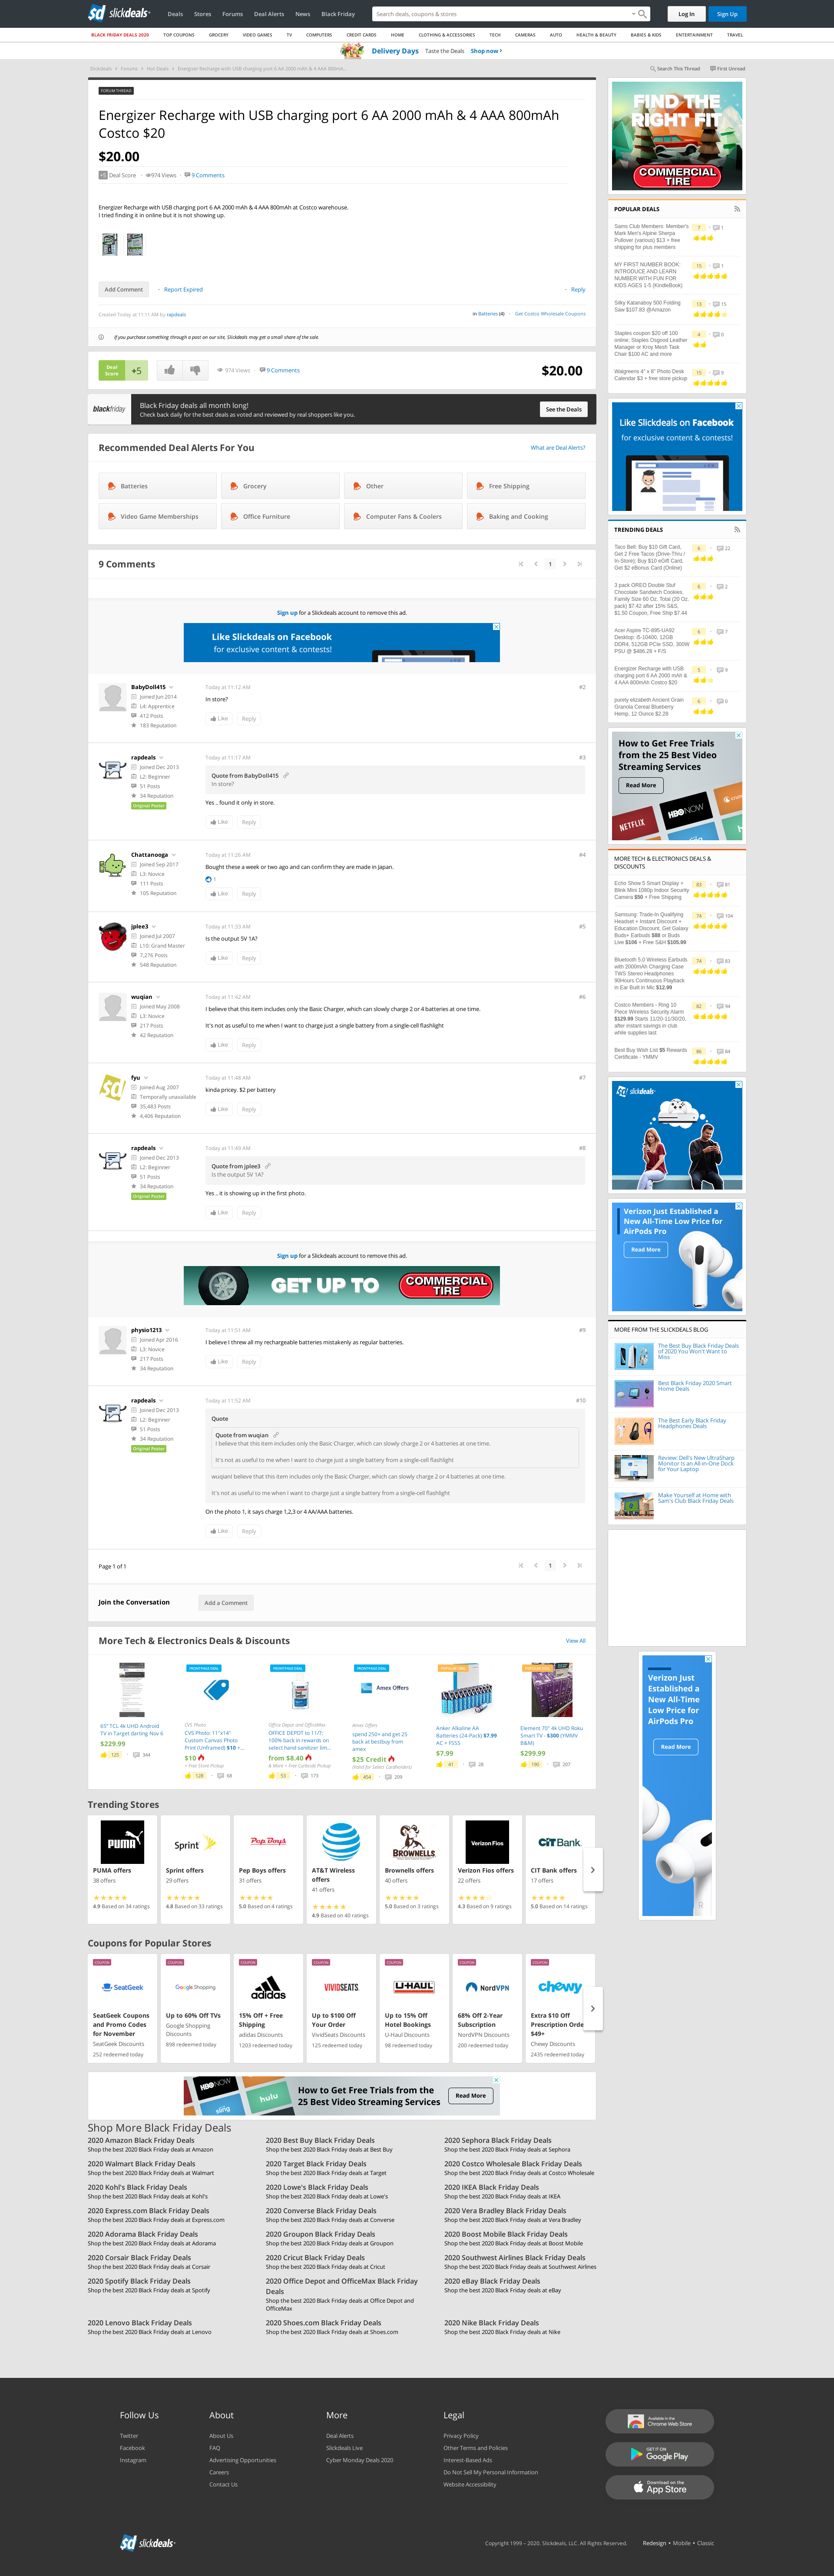 slickdeals
Deals
Stores
Forums
Deal Alerts
News
Black Friday
Search deals, coupons & stores
Log In
Sign Up
BLACK FRIDAY DEALS 2020
TOP COUPONS
GROCERY
VIDEO GAMES
TV
COMPUTERS
CREDIT CARDS
HOME
CLOTHING & ACCESSORIES
TECH
CAMERAS
AUTO
HEALTH & BEAUTY
BABIES & KIDS
ENTERTAINMENT
TRAVEL
Delivery Days Taste the Deals Shop now
Slickdeals > Forums > Hot Deals > Energizer Recharge with USB charging port 6 AA 2000 mAh & 4 AAA 800mA...
Search This Thread
First Unread
FORUM THREAD
Energizer Recharge with USB charging port 6 AA 2000 mAh & 4 AAA 800mAh
Costco $20
$20.00
+5 Deal Score 974 Views 9 Comments
Energizer Recharge with USB charging port 6 AA 2000 mAh & 4 AAA 800mAh at Costco warehouse.
I tried finding it in online but it is not showing up.
Add Comment
Report Expired
Reply
Created Today at 11:11 AM by rapdeals
in Batteries (4)
Get Costco Wholesale Coupons
If you purchase something through a post on our site, Slickdeals may get a small share of the sale.
Deal Score +5
974 Views 9 Comments
$20.00
blackfriday
Black Friday deals all month long!
Check back daily for the best deals as voted and reviewed by real shoppers like you.
See the Deals
Recommended Deal Alerts For You
What are Deal Alerts?
Batteries
Grocery
Other
Free Shipping
Video Game Memberships
Office Furniture
Computer Fans & Coolers
Baking and Cooking
9 Comments
1
Sign up for a Slickdeals account to remove this ad.
Like Slickdeals on Facebook
for exclusive content & contests!
BabyDoll415
Joined Jun 2014
L4: Apprentice
412 Posts
183 Reputation
Today at 11:12 AM
#2
In store?
Like
Reply
rapdeals
Joined Dec 2013
L2: Beginner
51 Posts
34 Reputation
Original Poster
Today at 11:17 AM
#3
Quote from BabyDoll415
In store?
Yes .. found it only in store.
Like
Reply
Chattanooga
Joined Sep 2017
L3: Novice
111 Posts
105 Reputation
Today at 11:26 AM
#4
Bought these a week or two ago and can confirm they are made in Japan.
1
Like
Reply
jplee3
Joined Jul 2007
L10: Grand Master
7,276 Posts
548 Reputation
Today at 11:33 AM
#5
Is the output 5V 1A?
Like
Reply
wuqian
Joined May 2008
L3: Novice
217 Posts
42 Reputation
Today at 11:42 AM
#6
I believe that this item includes only the Basic Charger, which can slowly charge 2 or 4 batteries at one time.
It's not as useful to me when I want to charge just a single battery from a single-cell flashlight
Like
Reply
fyu
Joined Aug 2007
Temporally unavailable
35,483 Posts
4,406 Reputation
Today at 11:48 AM
#7
kinda pricey. $2 per battery
Like
Reply
rapdeals
Joined Dec 2013
L2: Beginner
51 Posts
34 Reputation
Original Poster
Today at 11:49 AM
#8
Quote from jplee3
Is the output 5V 1A?
Yes .. it is showing up in the first photo.
Like
Reply
Sign up for a Slickdeals account to remove this ad.
GET UP TO
COMMERCIAL TIRE
physio1213
Joined Apr 2016
L3: Novice
217 Posts
34 Reputation
Today at 11:51 AM
#9
I believe I threw all my rechargeable batteries mistakenly as regular batteries.
Like
Reply
rapdeals
Joined Dec 2013
L2: Beginner
51 Posts
34 Reputation
Original Poster
Today at 11:52 AM
#10
Quote
Quote from wuqian
I believe that this item includes only the Basic Charger, which can slowly charge 2 or 4 batteries at one time.
It's not as useful to me when I want to charge just a single battery from a single-cell flashlight
wuqianI believe that this item includes only the Basic Charger, which can slowly charge 2 or 4 batteries at one time.
It's not as useful to me when I want to charge just a single battery from a single-cell flashlight
On the photo 1, it says charge 1,2,3 or 4 AA/AAA batteries.
Like
Reply
Page 1 of 1
1
Join the Conversation
Add a Comment
More Tech & Electronics Deals & Discounts
View All
65" TCL 4k UHD Android
TV in Target starting Nov 6
$229.99
125
344
FRONTPAGE DEAL
CVS Photo
CVS Photo: 11"x14"
Custom Canvas Photo
Print (Unframed) $10 +...
$10
+ Free Store Pickup
128
68
FRONTPAGE DEAL
Office Depot and OfficeMax
OFFICE DEPOT to 11/7:
100% back in rewards on
select hand sanitizer lim...
from $8.40
& More + Free Curbside Pickup
53
173
FRONTPAGE DEAL
Amex Offers
Amex Offers
spend 250+ and get 25
back at bestbuy from
amex
$25 Credit
(Valid for Select Cardholders)
454
209
POPULAR DEAL
Anker Alkaline AA
Batteries (24-Pack) $7.99
AC + FSSS
$7.99
41
28
POPULAR DEAL
Element 70" 4k UHD Roku
Smart TV - $300 (YMMV
B&M)
$299.99
190
207
Trending Stores
PUMA
PUMA offers
38 offers
4.9 Based on 34 ratings
Sprint
Sprint offers
29 offers
4.8 Based on 33 ratings
Pep Boys
Pep Boys offers
31 offers
5.0 Based on 4 ratings
AT&T Wireless
offers
41 offers
4.9 Based on 40 ratings
BROWNELLS
Brownells offers
40 offers
5.0 Based on 3 ratings
Verizon Fios
Verizon Fios offers
22 offers
4.3 Based on 9 ratings
CIT Bank
CIT Bank offers
17 offers
5.0 Based on 14 ratings
Coupons for Popular Stores
COUPON
SeatGeek
SeatGeek Coupons
and Promo Codes
for November
SeatGeek Discounts
252 redeemed today
COUPON
Google Shopping
Up to 60% Off TVs
Google Shopping
Discounts
898 redeemed today
COUPON
adidas
15% Off + Free
Shipping
adidas Discounts
1203 redeemed today
COUPON
VIVIDSEATS
Up to $100 Off
Your Order
VividSeats Discounts
125 redeemed today
COUPON
U-HAUL
Up to 15% Off
Hotel Bookings
U-Haul Discounts
98 redeemed today
COUPON
NordVPN
68% Off 2-Year
Subscription
NordVPN Discounts
200 redeemed today
COUPON
chewy
Extra $10 Off
Prescription Orde
$49+
Chewy Discounts
2435 redeemed today
HBO NOW
hulu
How to Get Free Trials from the
25 Best Video Streaming Services
Read More
Shop More Black Friday Deals
2020 Amazon Black Friday Deals
Shop the best 2020 Black Friday deals at Amazon
2020 Best Buy Black Friday Deals
Shop the best 2020 Black Friday deals at Best Buy
2020 Sephora Black Friday Deals
Shop the best 2020 Black Friday deals at Sephora
2020 Walmart Black Friday Deals
Shop the best 2020 Black Friday deals at Walmart
2020 Target Black Friday Deals
Shop the best 2020 Black Friday deals at Target
2020 Costco Wholesale Black Friday Deals
Shop the best 2020 Black Friday deals at Costco Wholesale
2020 Kohl's Black Friday Deals
Shop the best 2020 Black Friday deals at Kohl's
2020 Lowe's Black Friday Deals
Shop the best 2020 Black Friday deals at Lowe's
2020 IKEA Black Friday Deals
Shop the best 2020 Black Friday deals at IKEA
2020 Express.com Black Friday Deals
Shop the best 2020 Black Friday deals at Express.com
2020 Converse Black Friday Deals
Shop the best 2020 Black Friday deals at Converse
2020 Vera Bradley Black Friday Deals
Shop the best 2020 Black Friday deals at Vera Bradley
2020 Adorama Black Friday Deals
Shop the best 2020 Black Friday deals at Adorama
2020 Groupon Black Friday Deals
Shop the best 2020 Black Friday deals at Groupon
2020 Boost Mobile Black Friday Deals
Shop the best 2020 Black Friday deals at Boost Mobile
2020 Corsair Black Friday Deals
Shop the best 2020 Black Friday deals at Corsair
2020 Cricut Black Friday Deals
Shop the best 2020 Black Friday deals at Cricut
2020 Southwest Airlines Black Friday Deals
Shop the best 2020 Black Friday deals at Southwest Airlines
2020 Spotify Black Friday Deals
Shop the best 2020 Black Friday deals at Spotify
2020 Office Depot and OfficeMax Black Friday
Deals
Shop the best 2020 Black Friday deals at Office Depot and
OfficeMax
2020 eBay Black Friday Deals
Shop the best 2020 Black Friday deals at eBay
2020 Lenovo Black Friday Deals
Shop the best 2020 Black Friday deals at Lenovo
2020 Shoes.com Black Friday Deals
Shop the best 2020 Black Friday deals at Shoes.com
2020 Nike Black Friday Deals
Shop the best 2020 Black Friday deals at Nike
FIND THE
RIGHT FIT
COMMERCIAL TIRE
POPULAR DEALS
Sams Club Members: Member's
Mark Men's Alpine Sherpa
Pullover (various) $13 + free
shipping for plus members
7
1
MY FIRST NUMBER BOOK:
INTRODUCE AND LEARN
NUMBER WITH FUN FOR
KIDS AGES 1-5 (KindleBook)
15
1
Silky Katanaboy 500 Folding
Saw $107.83 @Amazon
13
15
Staples coupon $20 off 100
online; Staples Osgood Leather
Manager or Kroy Mesh Task
Chair $100 AC and more
4
0
Walgreens 4" x 8" Photo Desk
Calendar $3 + free store pickup
15
9
Like Slickdeals on Facebook
for exclusive content & contests!
TRENDING DEALS
Taco Bell: Buy $10 Gift Card,
Get 2 Free Tacos (Drive-Thru /
In-Store); Buy $10 eGift Card,
Get $2 eBonus Card (Online)
6
22
3 pack OREO Double Stuf
Chocolate Sandwich Cookies,
Family Size 60 Oz. Total (20 Oz.
pack) $7.42 after 15% S&S,
$1.50 Coupon, Free Ship $7.44
6
2
Acer Aspire TC-895-UA92
Desktop: i5-10400, 12GB
DDR4, 512GB PCIe SSD, 300W
PSU @ $486.28 + F/S
6
7
Energizer Recharge with USB
charging port 6 AA 2000 mAh &
4 AAA 800mAh Costco $20
5
9
purely elizabeth Ancient Grain
Granola Cereal Blueberry
Hemp, 12 Ounce $2.28
6
0
How to Get Free Trials
from the 25 Best Video
Streaming Services
Read More
NETFLIX
HBO NOW
MORE TECH & ELECTRONICS DEALS &
DISCOUNTS
Echo Show 5 Smart Display +
Blink Mini 1080p Indoor Security
Camera $50 + Free Shipping
83
81
Samsung: Trade-In Qualifying
Headset + Instant Discount +
Education Discount, Get Galaxy
Buds+ Earbuds $88 or Buds
Live $106 + Free S&H $105.99
74
104
Bluetooth 5.0 Wireless Earbuds
with 2000mAh Charging Case
TWS Stereo Headphones
90Hours Continuous Playback
in Ear Built in Mic $12.99
74
83
Costco Members - Ring 10
Piece Wireless Security Alarm
$129.99 Starts 11/20-11/30/20,
after instant savings in club
while supplies last
82
94
Best Buy Wish List $5 Rewards
Certificate - YMMV
86
84
slickdeals
Verizon Just Established a
New All-Time Low Price for
AirPods Pro
Read More
MORE FROM THE SLICKDEALS BLOG
The Best Buy Black Friday Deals
of 2020 You Won't Want to
Miss
Best Black Friday 2020 Smart
Home Deals
The Best Early Black Friday
Headphones Deals
Review: Dell's New UltraSharp
Monitor Is an All-in-One Dock
for Your Laptop
Make Yourself at Home with
Sam's Club Black Friday Deals
Verizon Just
Established a
New All-Time
Low Price for
AirPods Pro
Read More
Follow Us
Twitter
Facebook
Instagram
About
About Us
FAQ
Advertising Opportunities
Careers
Contact Us
More
Deal Alerts
Slickdeals Live
Cyber Monday Deals 2020
Legal
Privacy Policy
Other Terms and Policies
Interest-Based Ads
Do Not Sell My Personal Information
Website Accessibility
Available in the
Chrome Web Store
GET IT ON
Google Play
Download on the
App Store
slickdeals
Copyright 1999 – 2020. Slickdeals, LLC. All Rights Reserved.
Redesign • Mobile • Classic